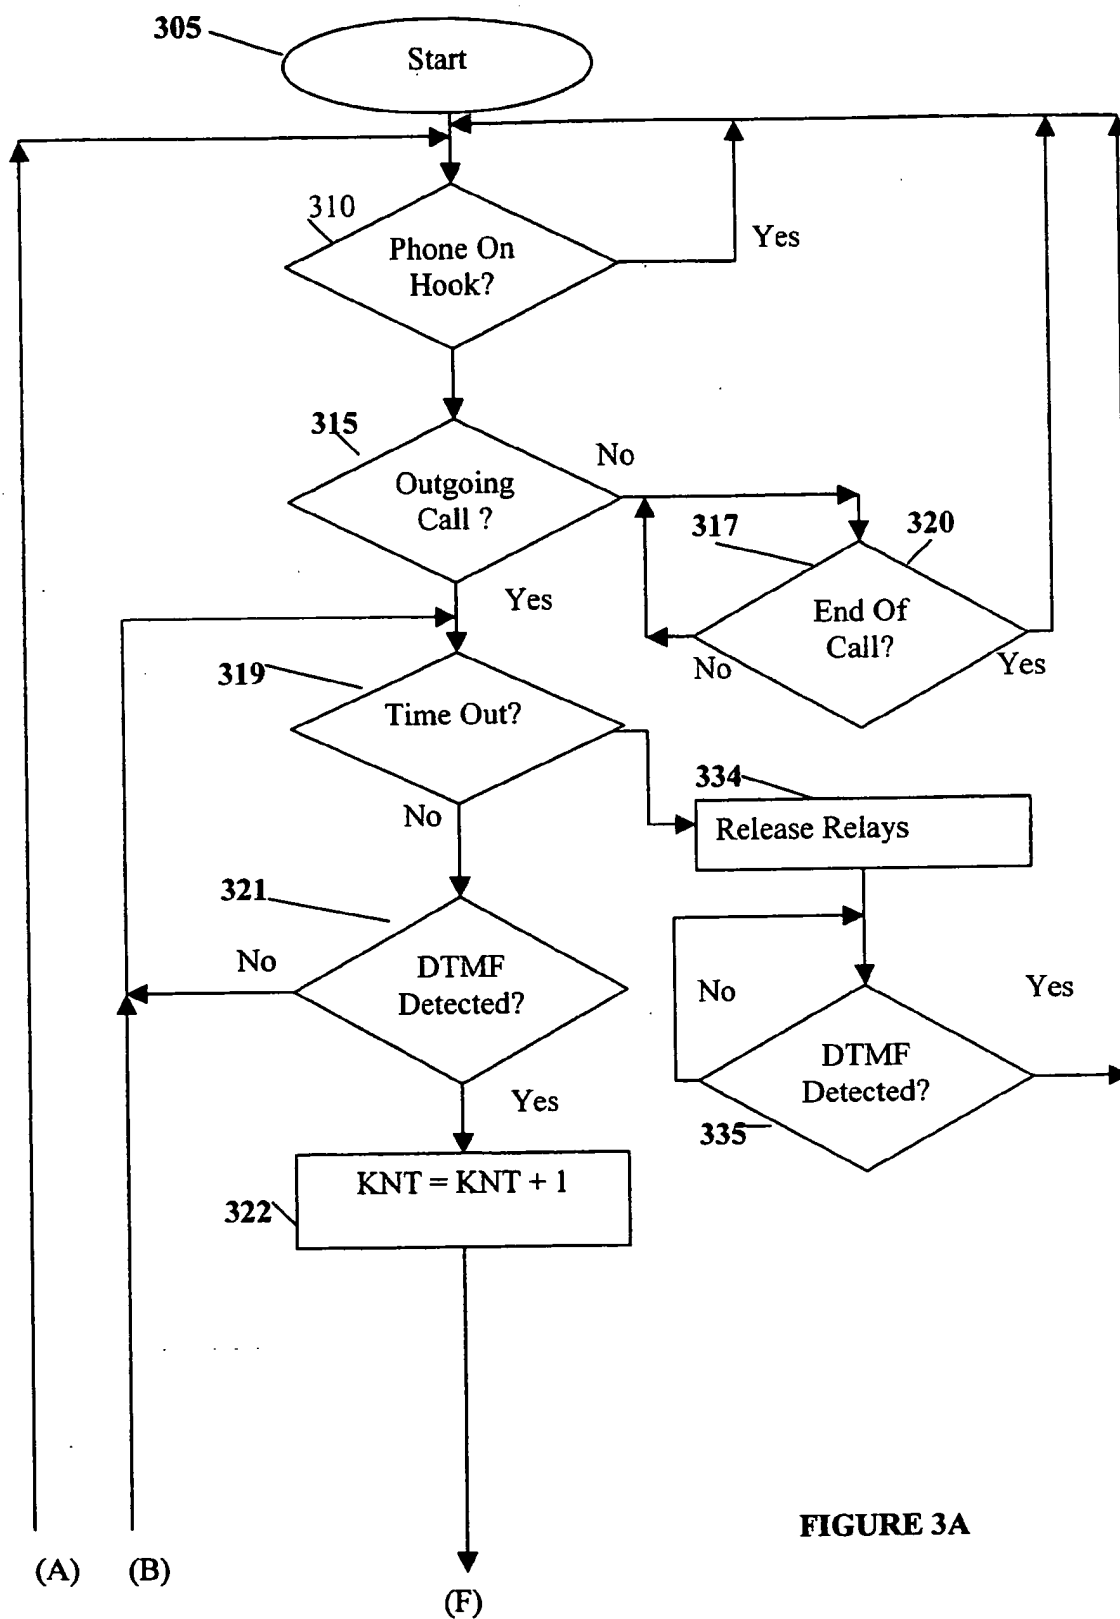 305
Start
310
Phone On
Hook?
Yes
315
Outgoing
Call ?
No
Yes
317
320
End Of
Call?
No
Yes
319
Time Out?
No
334
Release Relays
321
No
DTMF
Detected?
Yes
No
Yes
DTMF
Detected?
335
322
KNT = KNT + 1
FIGURE 3A
(A)
(B)
(F)